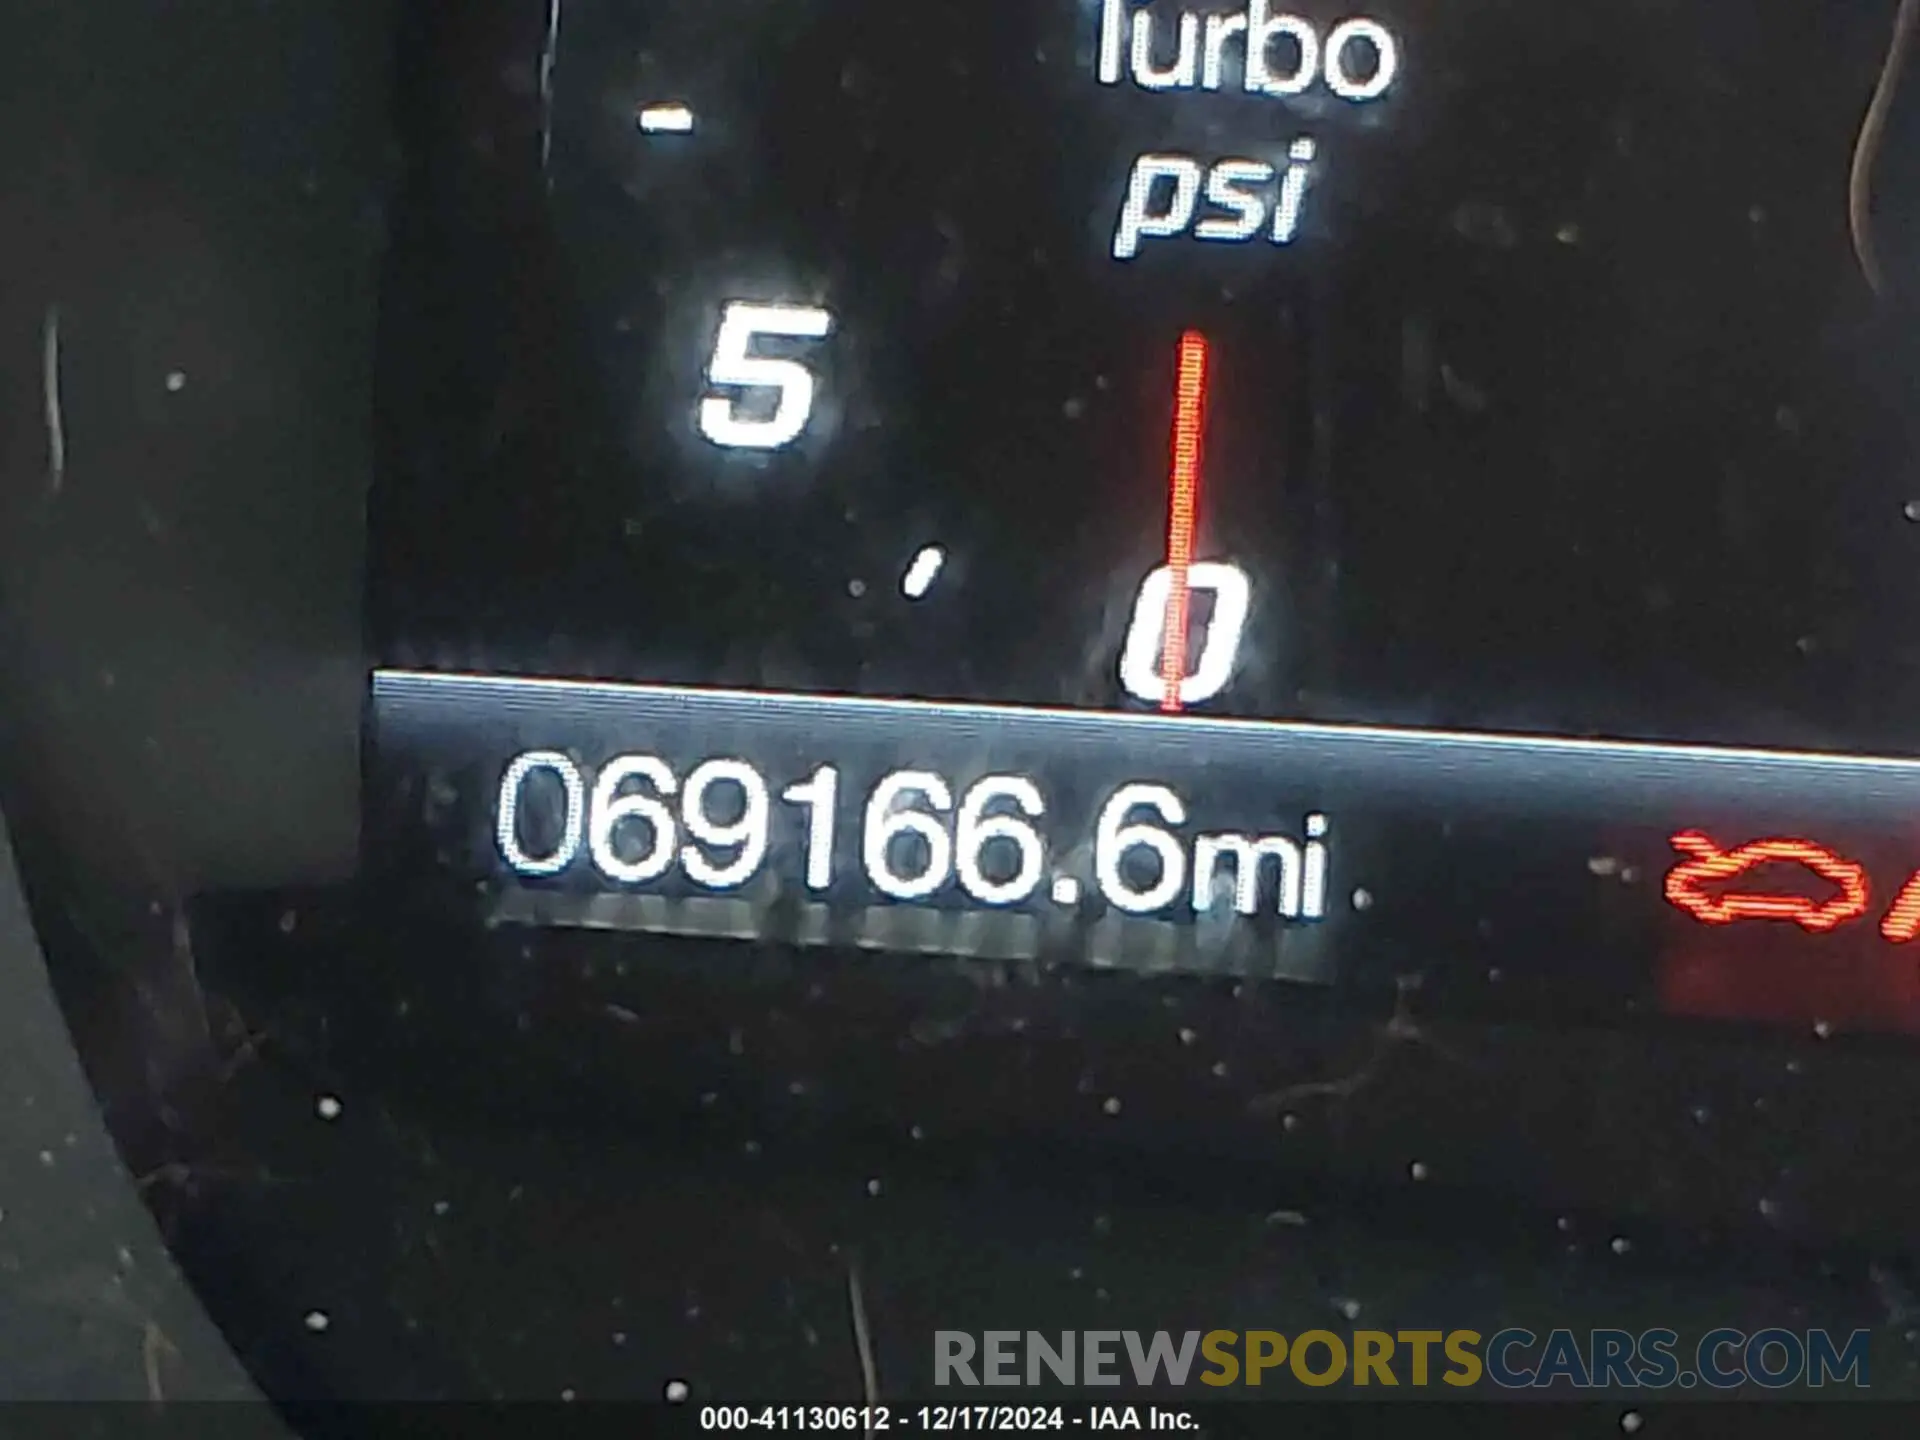 Turbo
psi
5
0
069166.6mi
RENEWSPORTSCARS.COM
000-41130612 - 12/17/2024 - IAA Inc.